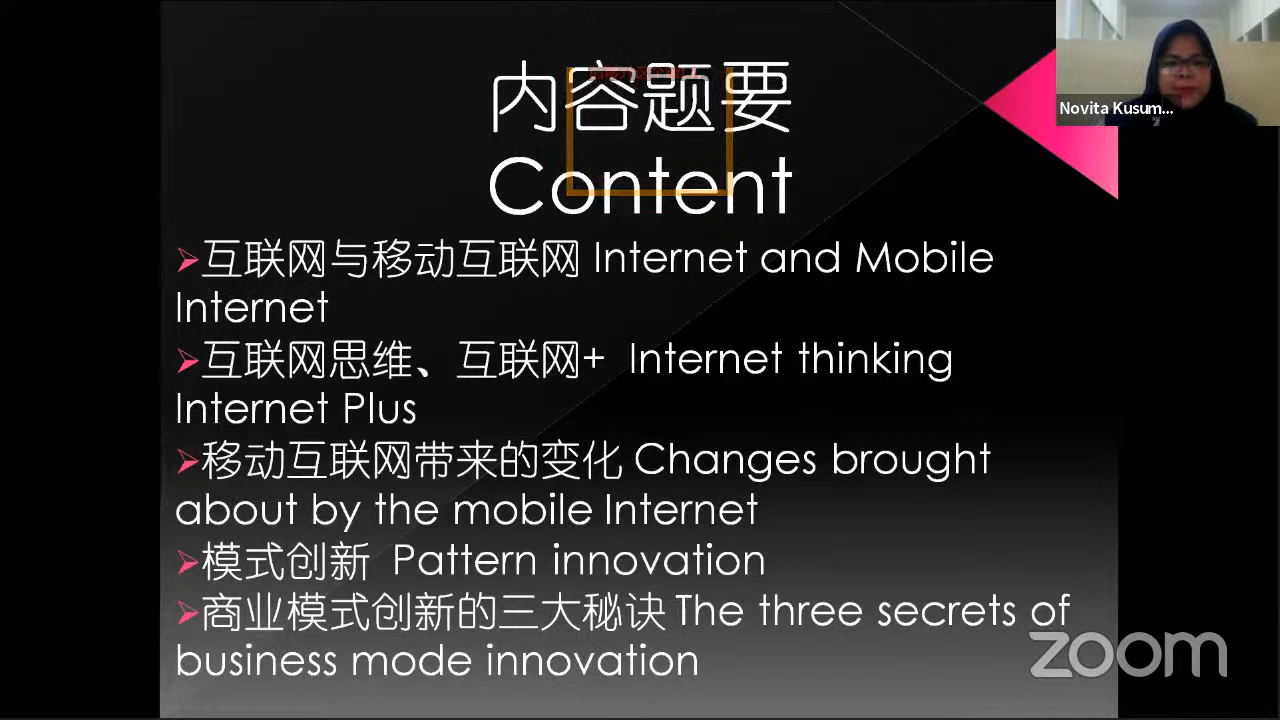 内容题要
Content
互联网与移动互联网 Internet and Mobile
Internet
互联网思维、互联网+ Internet thinking
Internet Plus
移动互联网带来的变化 Changes brought
about by the mobile Internet
模式创新 Pattern innovation
商业模式创新的三大秘诀 The three secrets of
business mode innovation
Novita Kusum...
zoom